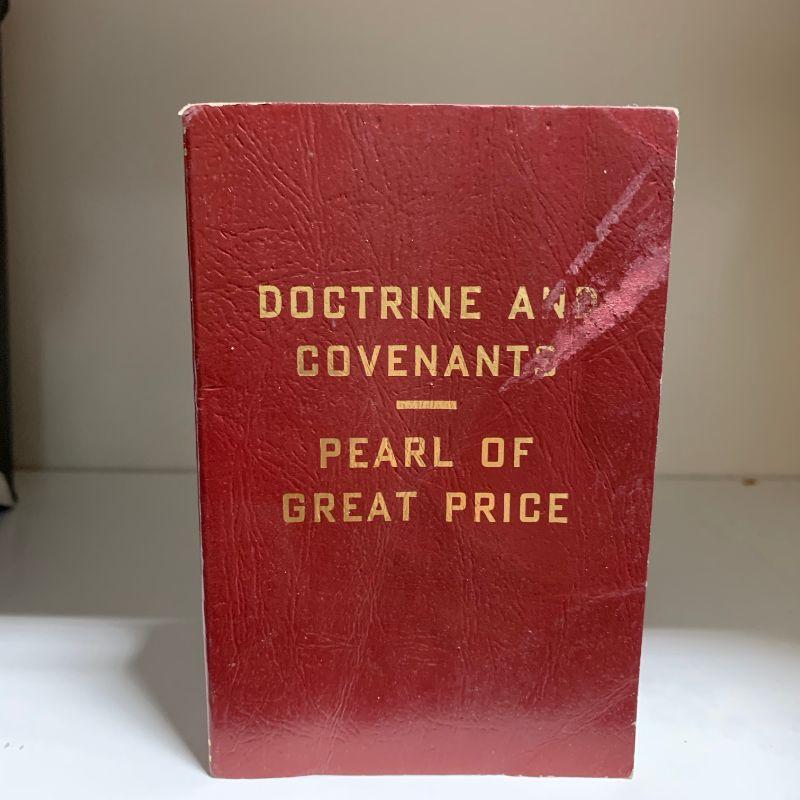 DOCTRINE AND
COVENANTS
PEARL OF
GREAT PRICE